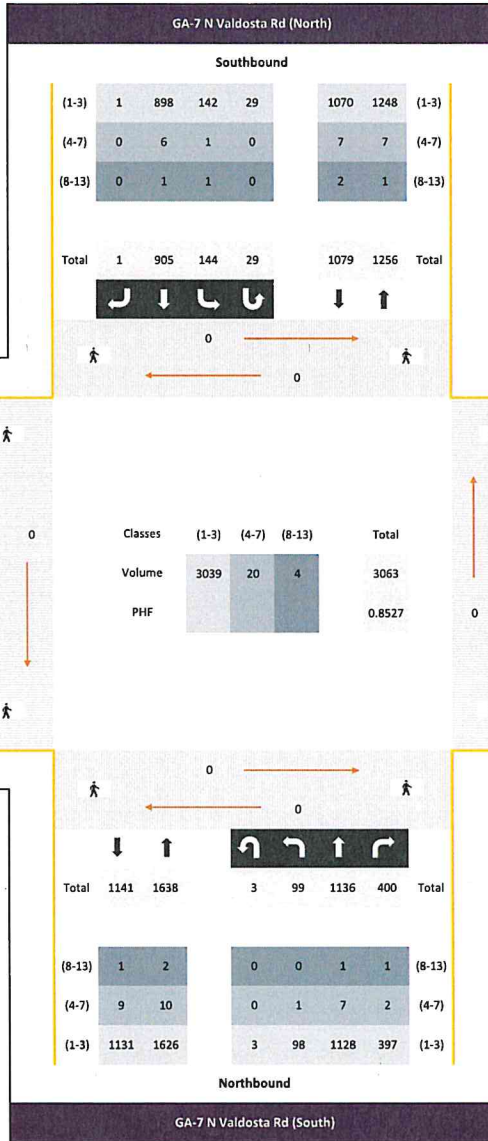 GA-7 N Valdosta Rd (North)
Southbound
(1-3) 1 898 142 29 1070 1248 (1-3)
(4-7) 0 6 1 0 7 7 (4-7)
(8-13) 0 1 1 0 2 1 (8-13)
Total 1 905 144 29 1079 1256 Total
0
0
0
Classes (1-3) (4-7) (8-13) Total
Volume 3039 20 4 3063
PHF 0.8527
0
0
0
Total 1141 1638 3 99 1136 400 Total
(8-13) 1 2 0 0 1 1 (8-13)
(4-7) 9 10 0 1 7 2 (4-7)
(1-3) 1131 1626 3 98 1128 397 (1-3)
Northbound
GA-7 N Valdosta Rd (South)